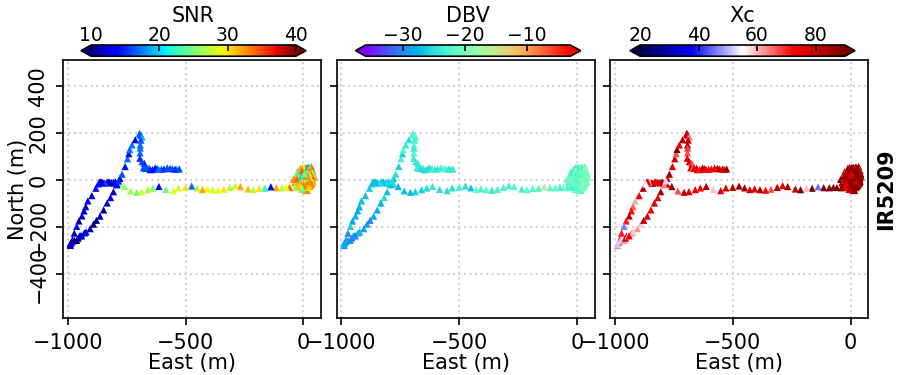 SNR DBV Xc
10 20 30 40 −30 −20 −10 20 40 60 80
400
200
0
−200
−400
North (m)
IR5209
−1000 −500 0 −1000 −500 0 −1000 −500 0
East (m) East (m) East (m)